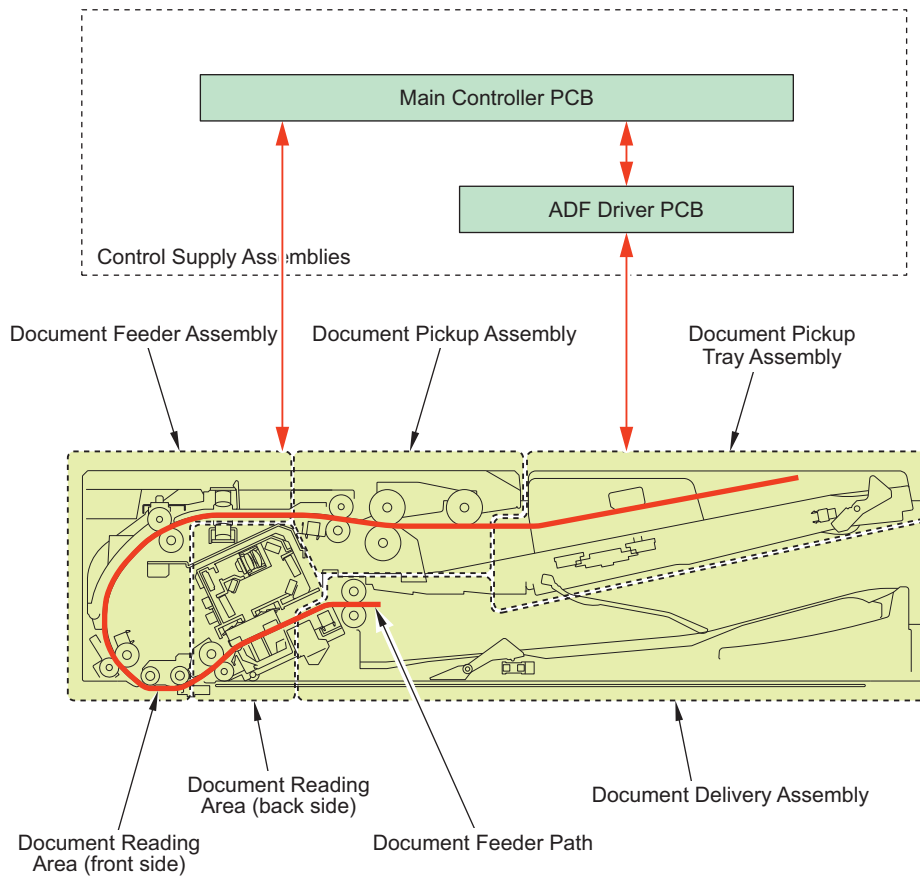 Main Controller PCB
ADF Driver PCB
Control Supply Assemblies
Document Feeder Assembly
Document Pickup Assembly
Document Pickup
Tray Assembly
Document Reading
Area (back side)
Document Delivery Assembly
Document Reading
Area (front side)
Document Feeder Path